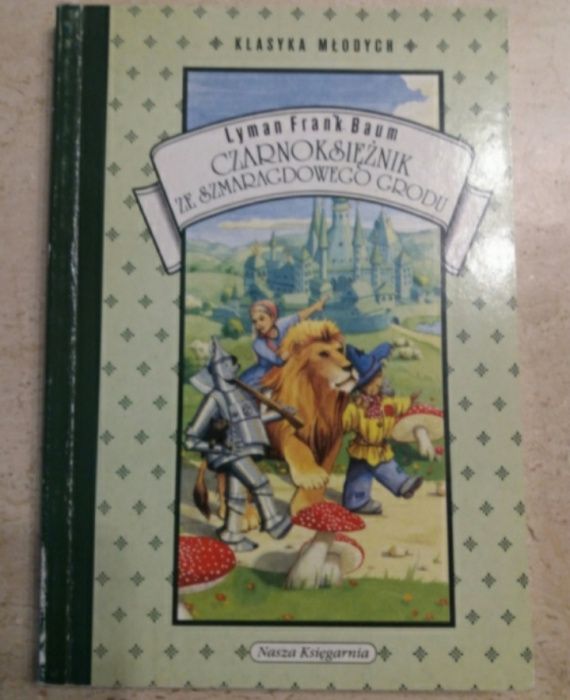 KLASYKA MŁODYCH
Lyman Frank Baum
CZARNOKSIĘŻNIK
ZE SZMARAGDOWEGO GRODU
Nasza Księgarnia